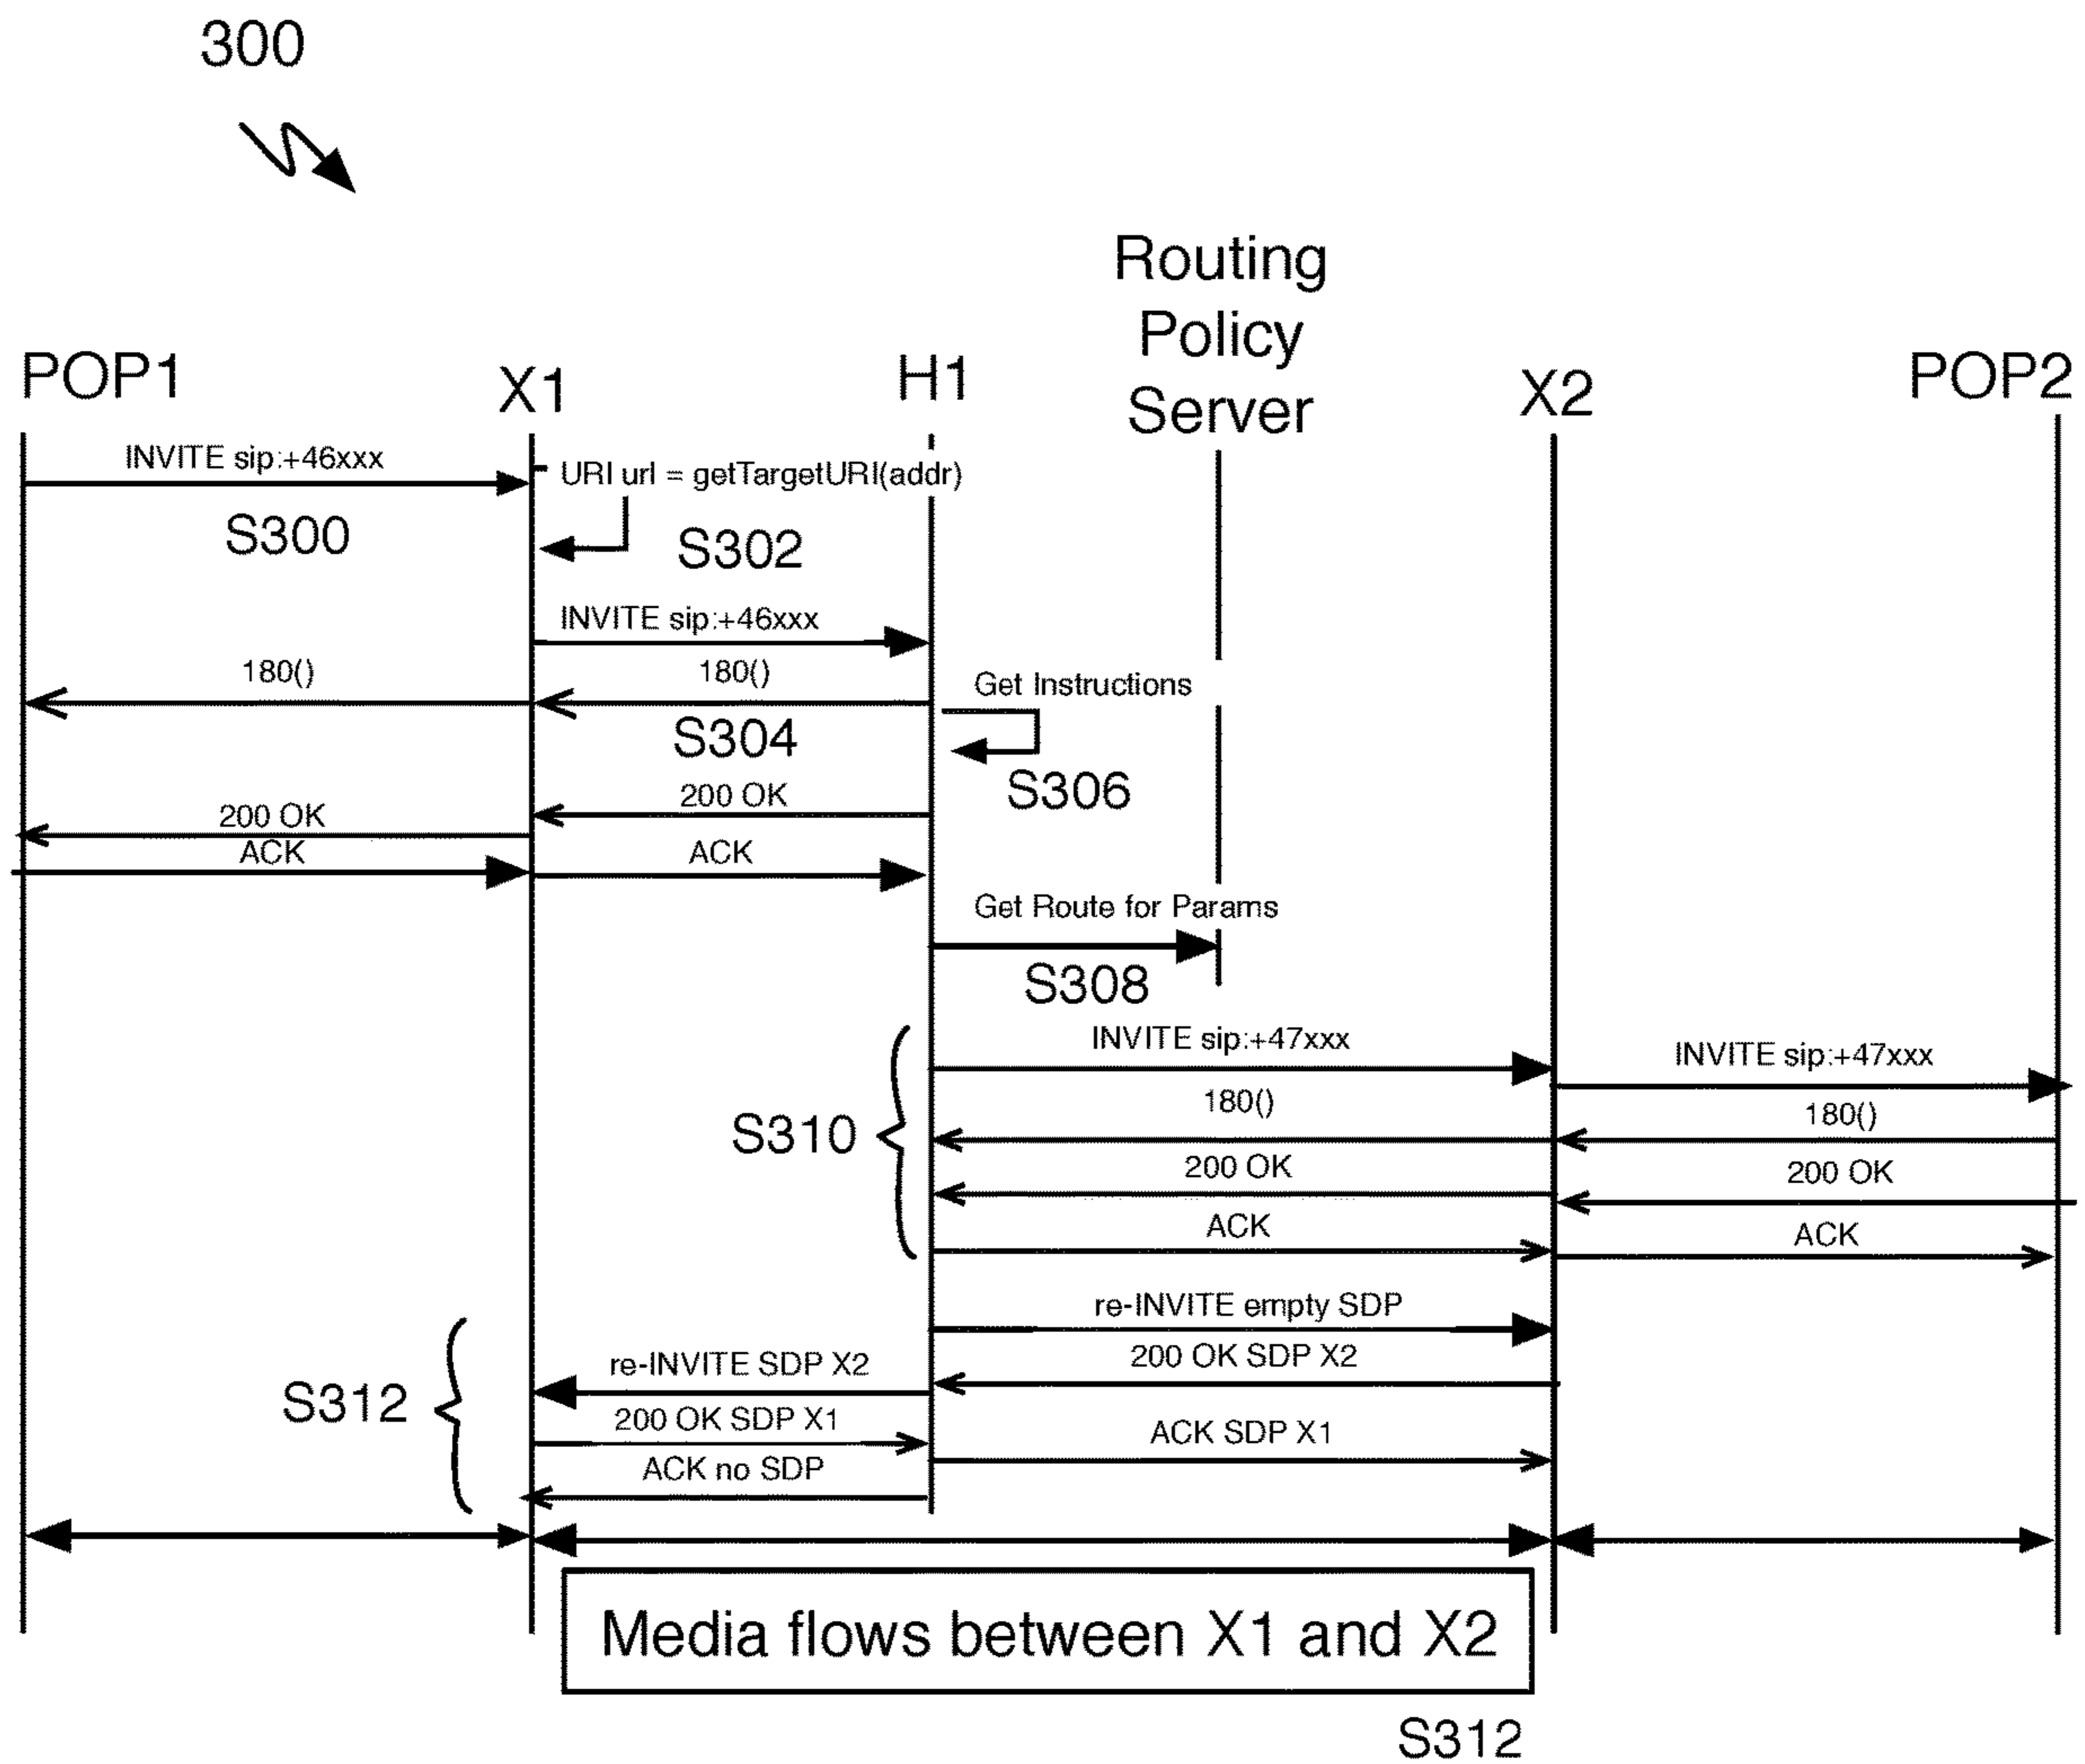 300
Routing
Policy
Server
POP1
X1
H1
X2
POP2
INVITE sip:+46xxx
URI url = getTargetURI(addr)
S300
S302
INVITE sip:+46xxx
180()
180()
Get Instructions
S304
S306
200 OK
200 OK
ACK
ACK
Get Route for Params
S308
INVITE sip:+47xxx
INVITE sip:+47xxx
180()
180()
S310
200 OK
200 OK
ACK
ACK
re-INVITE empty SDP
200 OK SDP X2
re-INVITE SDP X2
S312
200 OK SDP X1
ACK SDP X1
ACK no SDP
Media flows between X1 and X2
S312